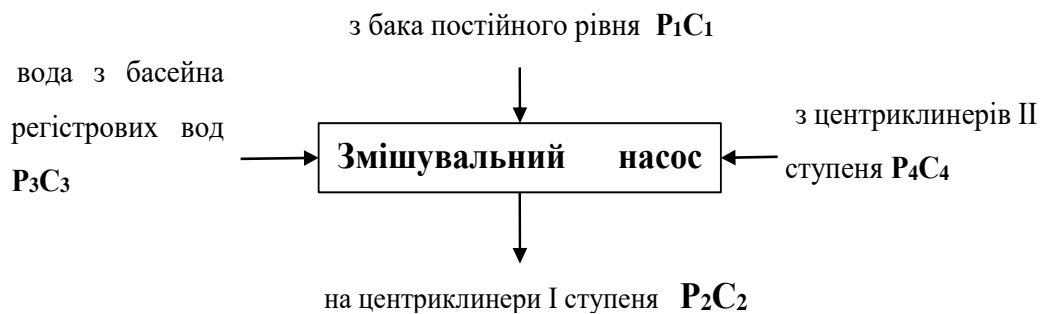 з бака постійного рівня P₁C₁
вода з басейна
регістрових вод
P₃C₃
Змішувальний насос
з центриклинерів II
ступеня P₄C₄
на центриклинери I ступеня P₂C₂